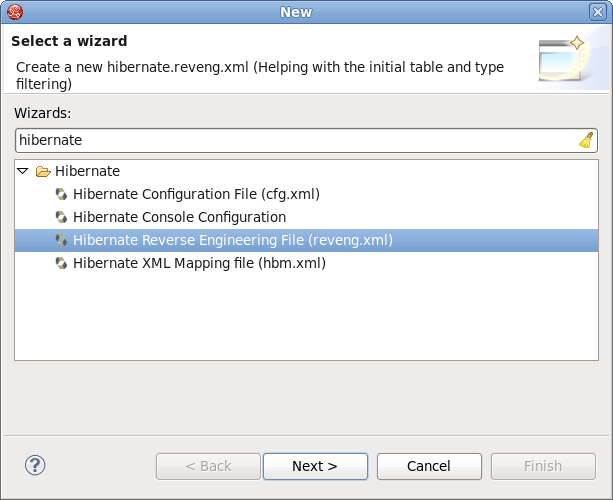 New
Select a wizard
Create a new hibernate.reveng.xml (Helping with the initial table and type
filtering)
Wizards:
hibernate
Hibernate
Hibernate Configuration File (cfg.xml)
Hibernate Console Configuration
Hibernate Reverse Engineering File (reveng.xml)
Hibernate XML Mapping file (hbm.xml)
? < Back Next > Cancel Finish